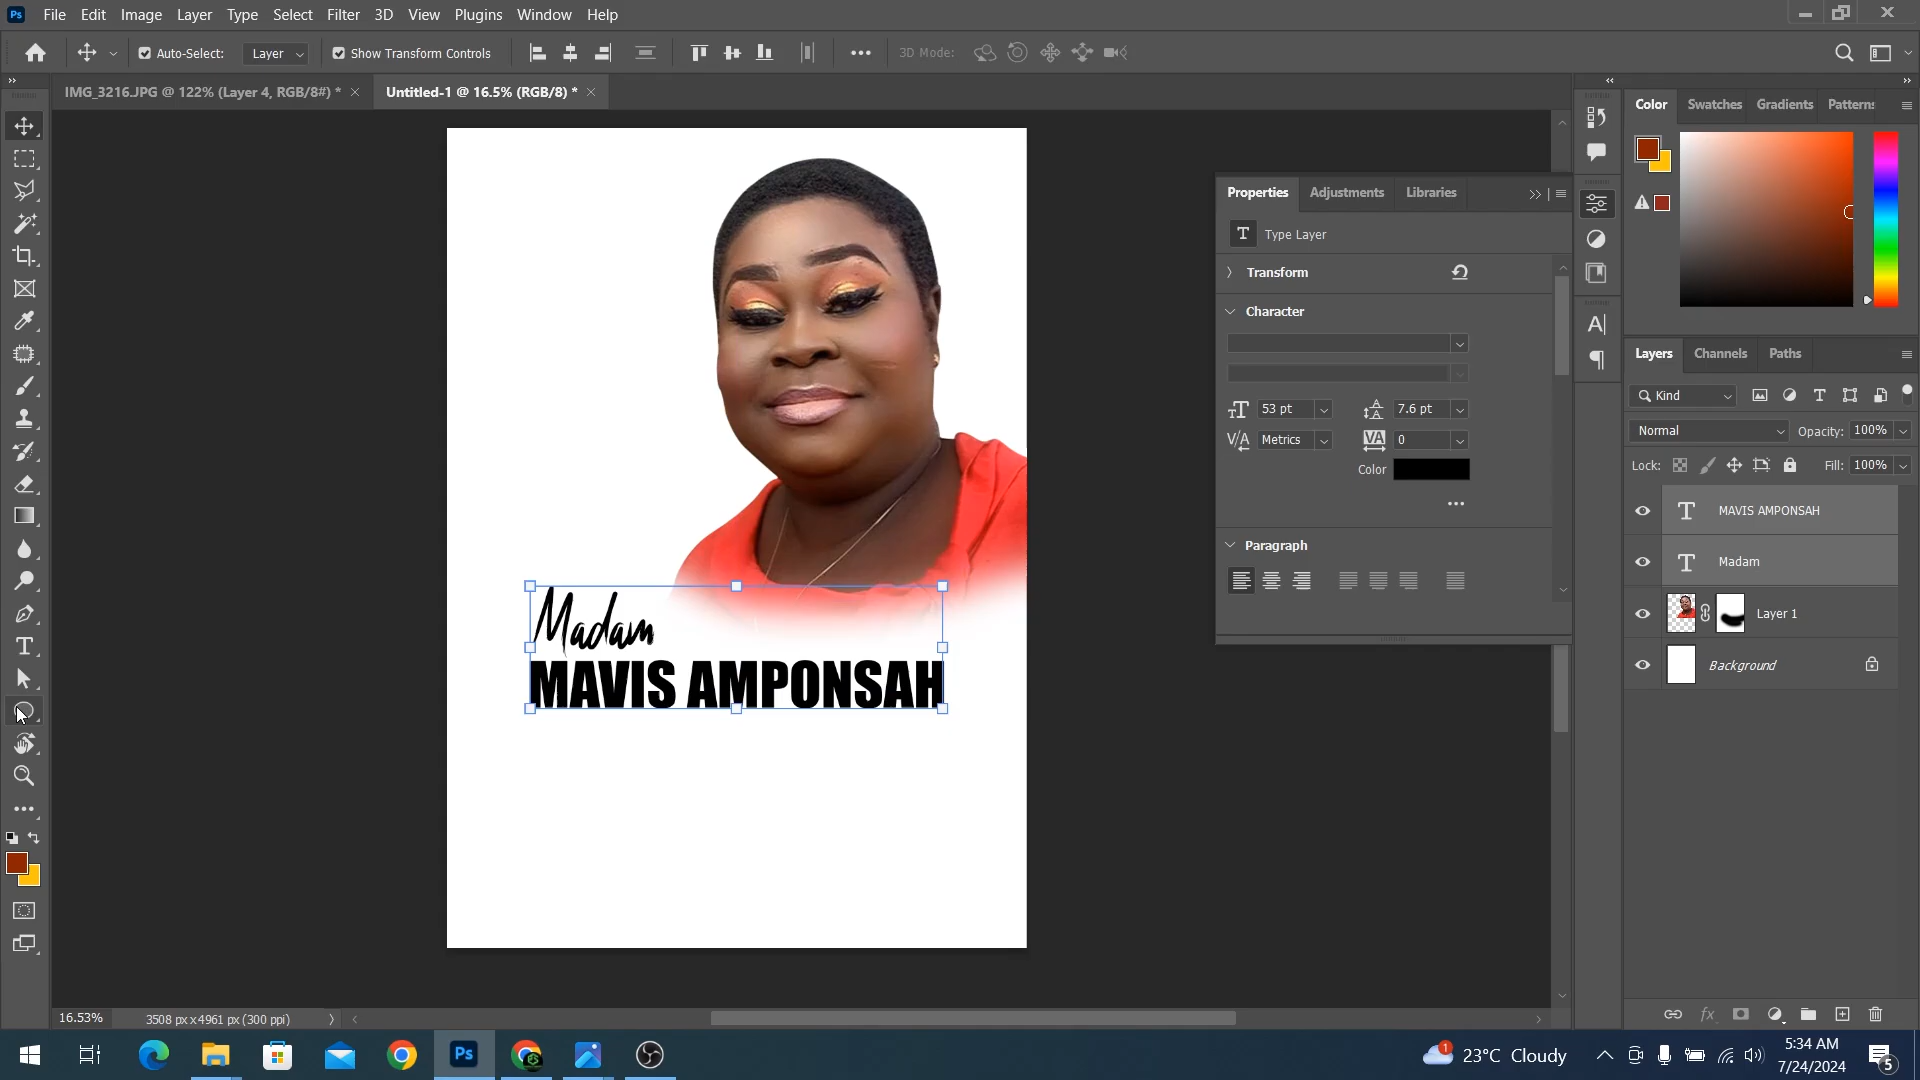 Ps File Edit Image Layer Type Select Filter 3D View Plugins Window Help
Auto-Select: Layer Show Transform Controls 3D Mode:
IMG_3216.JPG @ 122% (Layer 4, RGB/8#) * Untitled-1 @ 16.5% (RGB/8) *
Color Swatches Gradients Patterns
Properties Adjustments Libraries
T Type Layer
Transform
Character
53 pt 7.6 pt
Metrics 0
Color
Paragraph
Layers Channels Paths
Kind
Normal Opacity: 100%
Lock: Fill: 100%
T MAVIS AMPONSAH
T Madam
Layer 1
Background
Madam
MAVIS AMPONSAH
16.53% 3508 px x 4961 px (300 ppi)
Ps 1 23°C Cloudy 5:34 AM
7/24/2024 5